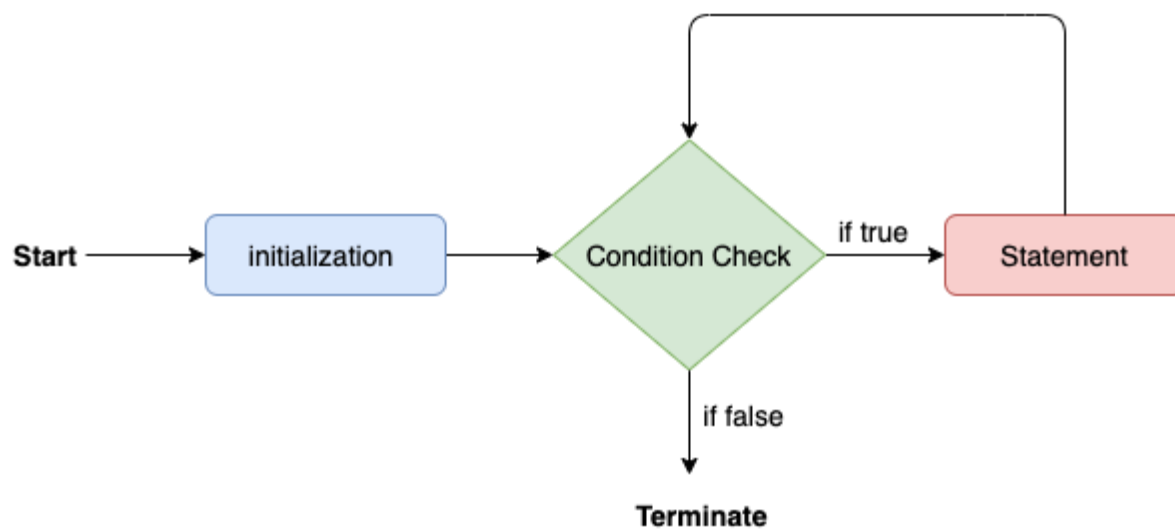 Start
initialization
Condition Check
if true
Statement
if false
Terminate